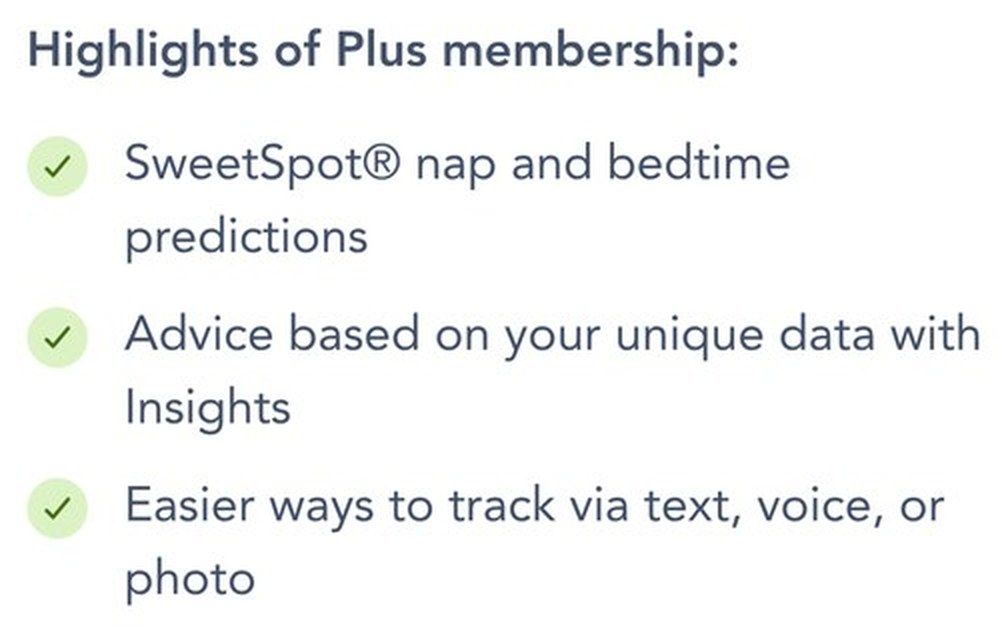 Highlights of Plus membership:
SweetSpot® nap and bedtime
predictions
Advice based on your unique data with
Insights
Easier ways to track via text, voice, or
photo